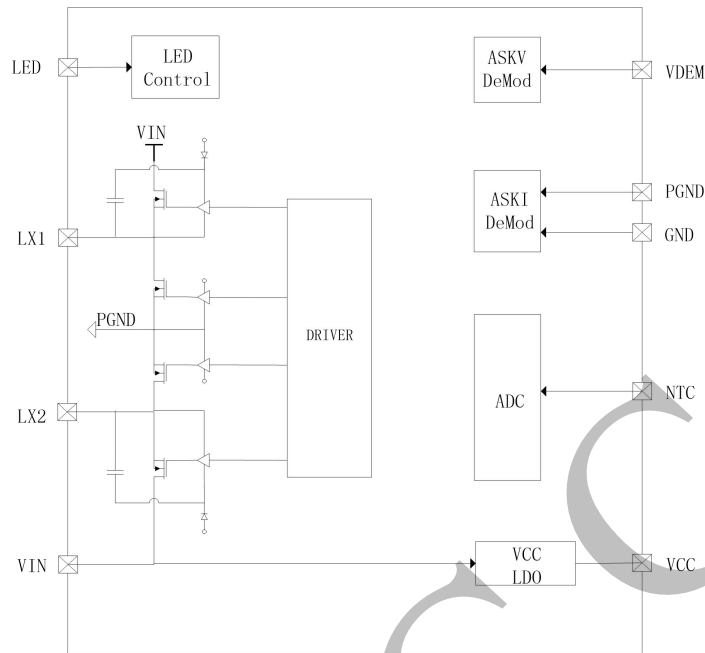 LED
LED
Control
ASKV
DeMod
VDEM
VIN
ASKI
DeMod
PGND
GND
LX1
PGND
DRIVER
ADC
NTC
LX2
VIN
VCC
LDO
VCC